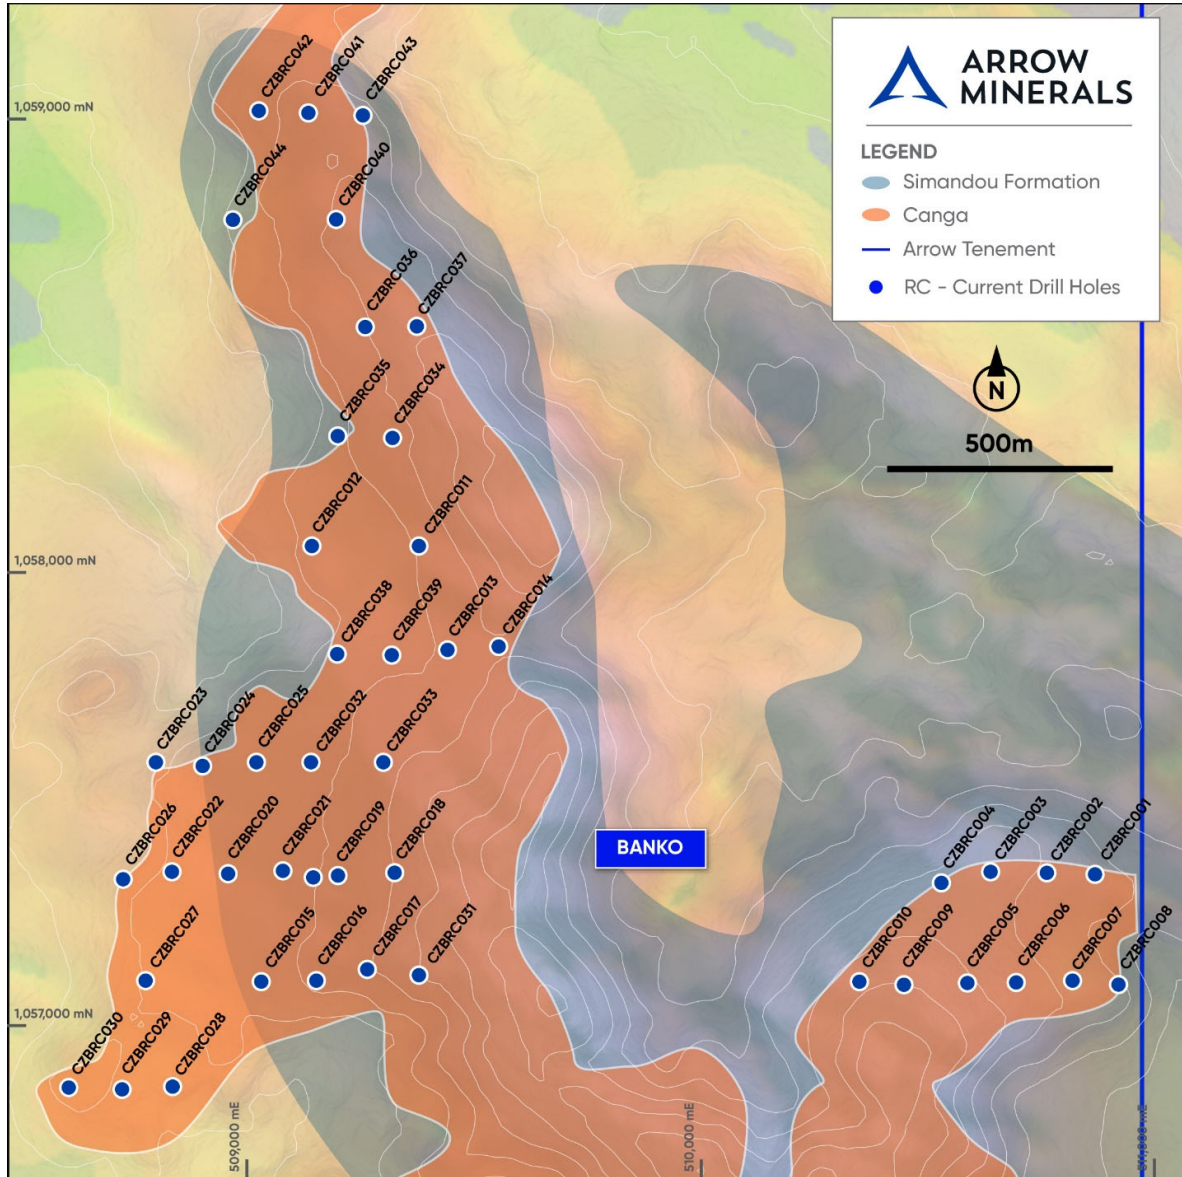 CZBRC042
CZBRC041
CZBRC043
ARROW
MINERALS
1,059,000 mN
LEGEND
Simandou Formation
Canga
Arrow Tenement
RC - Current Drill Holes
CZBRC044
CZBRC040
CZBRC036
CZBRC037
N
500m
CZBRC035
CZBRC034
CZBRC012
CZBRC011
1,058,000 mN
CZBRC038
CZBRC039
CZBRC013
CZBRC014
CZBRC023
CZBRC024
CZBRC025
CZBRC032
CZBRC033
CZBRC026
CZBRC022
CZBRC020
CZBRC021
CZBRC019
CZBRC018
BANKO
CZBRC004
CZBRC003
CZBRC002
CZBRC001
CZBRC027
CZBRC015
CZBRC016
CZBRC017
CZBRC031
CZBRC010
CZBRC009
CZBRC005
CZBRC006
CZBRC007
CZBRC008
1,057,000 mN
CZBRC030
CZBRC029
CZBRC028
509,000 mE
510,000 mE